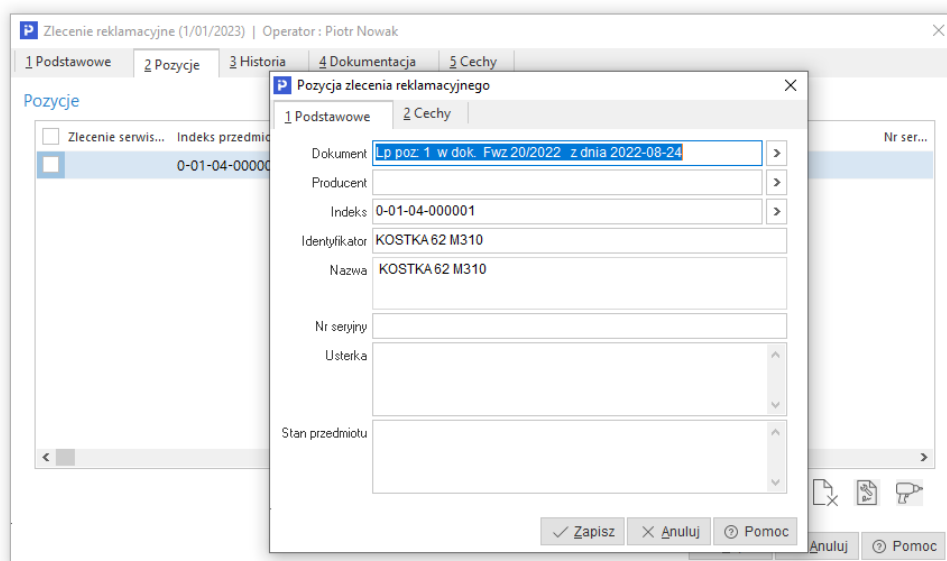 Zlecenie reklamacyjne (1/01/2023) | Operator : Piotr Nowak
1 Podstawowe 2 Pozycje 3 Historia 4 Dokumentacja 5 Cechy
Pozycje
Zlecenie serwis... Indeks przedmio Nr ser...
0-01-04-00000
Pozycja zlecenia reklamacyjnego
1 Podstawowe 2 Cechy
Dokument Lp poz: 1 w dok. Fwz 20/2022 z dnia 2022-08-24
Producent
Indeks 0-01-04-000001
Identyfikator KOSTKA 62 M310
Nazwa KOSTKA 62 M310
Nr seryjny
Usterka
Stan przedmiotu
Zapisz Anuluj Pomoc
Anuluj Pomoc